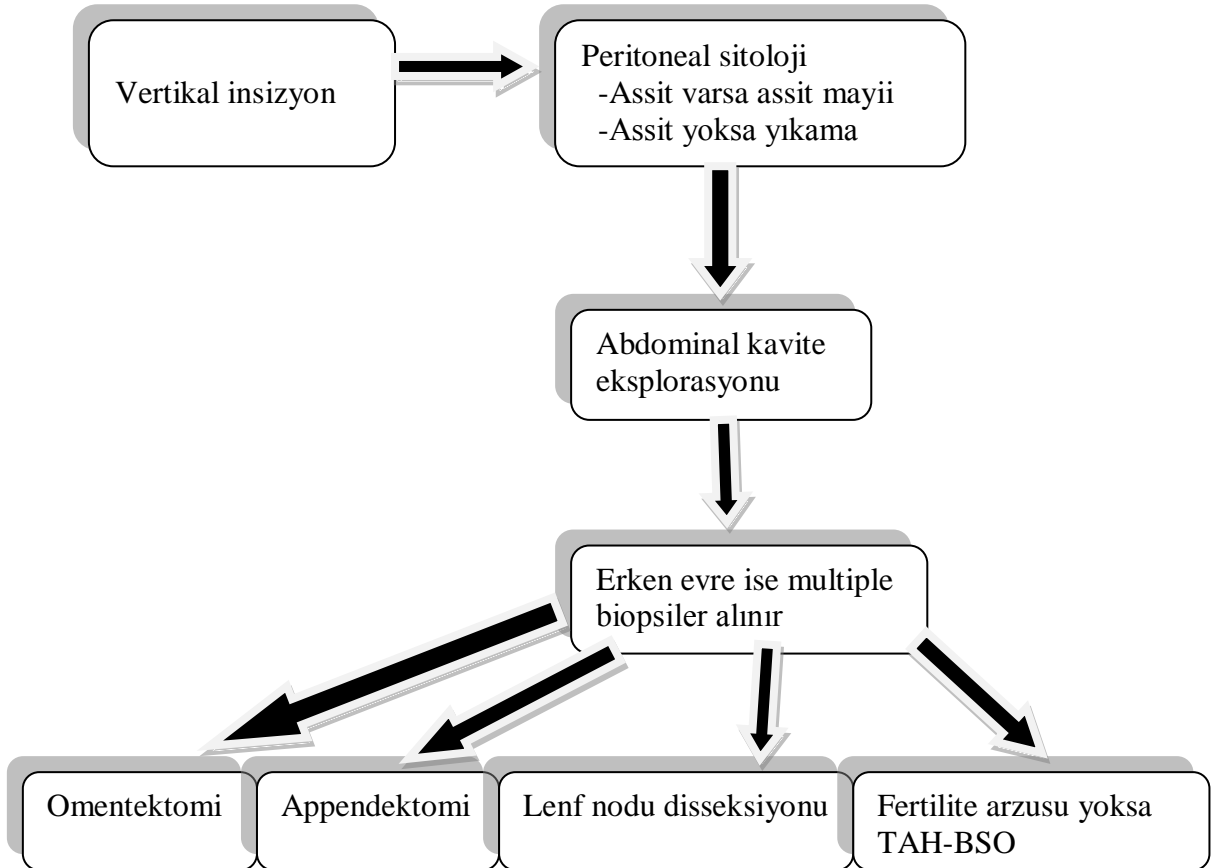 Vertikal insizyon
Peritoneal sitoloji
-Assit varsa assit mayii
-Assit yoksa yıkama
Abdominal kavite
eksplorasyonu
Erken evre ise multiple
biopsiler alınır
Omentektomi
Appendektomi
Lenf nodu disseksiyonu
Fertilite arzusu yoksa
TAH-BSO